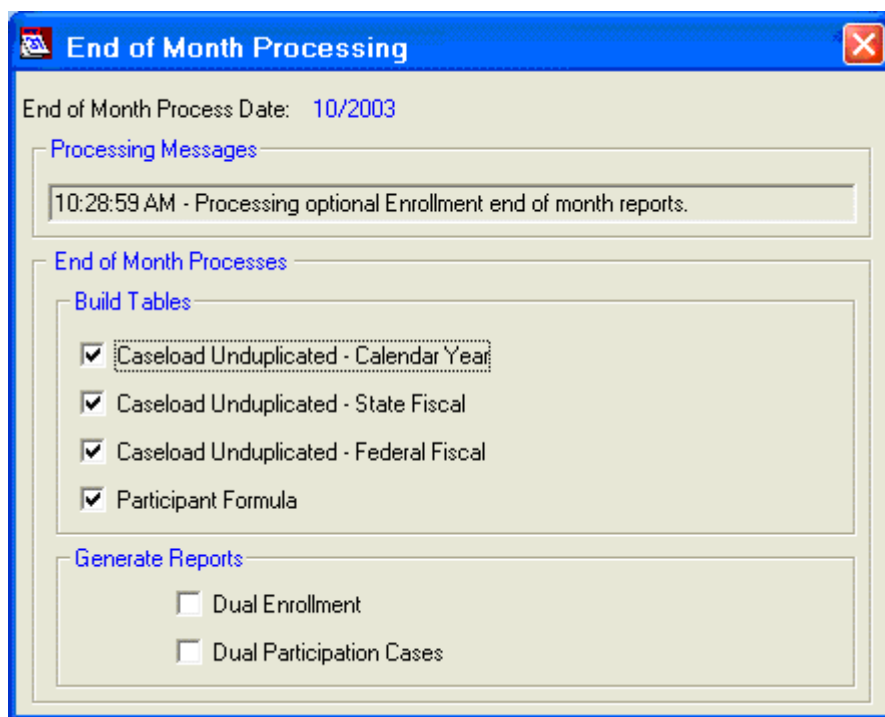 End of Month Processing
End of Month Process Date: 10/2003
Processing Messages
10:28:59 AM - Processing optional Enrollment end of month reports.
End of Month Processes
Build Tables
Caseload Unduplicated - Calendar Year
Caseload Unduplicated - State Fiscal
Caseload Unduplicated - Federal Fiscal
Participant Formula
Generate Reports
Dual Enrollment
Dual Participation Cases